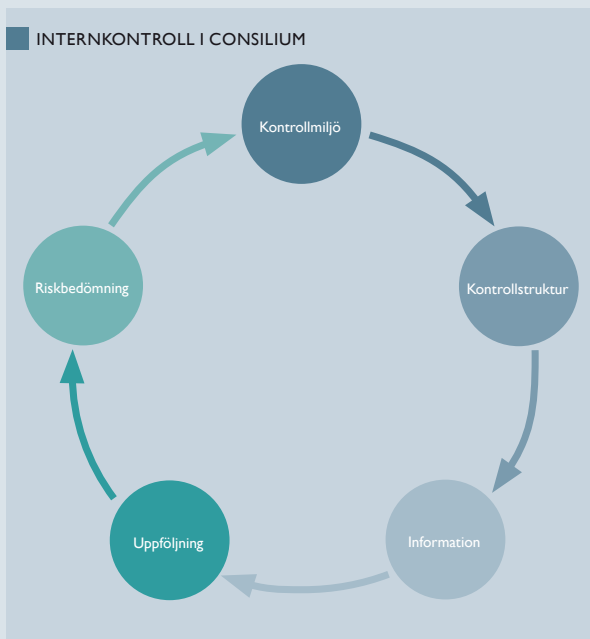 INTERNKONTROLL I CONSILIUM
Kontrollmiljö
Kontrollstruktur
Information
Uppföljning
Riskbedömning